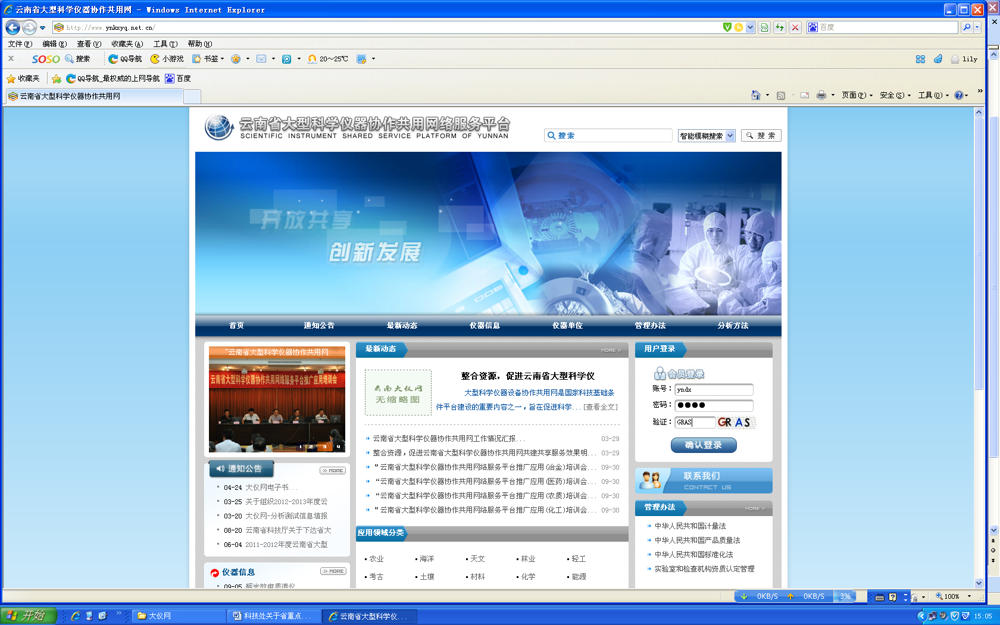 云南省大型科学仪器协作共用网 - Windows Internet Explorer
http://www.ynkxyq.net.cn/
百度
文件(F) 编辑(E) 查看(V) 收藏夹(A) 工具(T) 帮助(H)
x SOSO 搜索 QQ导航 小游戏 书签 20～25℃ lily
收藏夹 QQ导航_最权威的上网导航 百度
云南省大型科学仪器协作共用网
页面(P) 安全(S) 工具(O)
云南省大型科学仪器协作共用网络服务平台
SCIENTIFIC INSTRUMENT SHARED SERVICE PLATFORM OF YUNNAN
搜索 智能模糊搜索 搜 索
开放共享
创新发展
首页 通知公告 最新动态 仪器信息 仪器单位 管理办法 分析方法
“云南省大型科学仪器协作共用网
云南省大型科学仪器协作共用网络服务平台推广应用培训会
1 2 3 4
通知公告 MORE
04-24 大仪网电子书...
03-25 关于组织2012-2013年度云
03-20 大仪网-分析测试信息填报
08-20 云南省科技厅关于下达省大
06-04 2011-2012年度云南省大型
仪器信息 MORE
09-05 辉光放电质谱仪
最新动态 MORE
云南大仪网
无缩略图
整合资源，促进云南省大型科学仪
大型科学仪器设备协作共用网是国家科技基础条
件平台建设的重要内容之一，旨在促进科学...[查看全文]
云南省大型科学仪器协作共用网工作情况汇报... 03-29
整合资源，促进云南省大型科学仪器协作共用网共建共享服务效果明... 03-29
"云南省大型科学仪器协作共用网络服务平台推广应用(冶金)培训会... 09-30
“云南省大型科学仪器协作共用网络服务平台推广应用(医药)培训会... 09-30
“云南省大型科学仪器协作共用网络服务平台推广应用(农质)培训会... 09-30
"云南省大型科学仪器协作共用网络服务平台推广应用(化工)培训会... 09-30
应用领域分类
农业 海洋 天文 林业 轻工
考古 土壤 材料 化学 能源
用户登录
会员登录
账号： yndx
密码： ●●●●
验证： GRAS GRAS
确认登录
联系我们
CONTACT US
管理办法 MORE
中华人民共和国计量法
中华人民共和国产品质量法
中华人民共和国标准化法
实验室和检查机构资质认定管理
0KB/S 0KB/S 3% 100%
开始 大仪网 科技处关于省重点... 云南省大型科学仪... 15:05